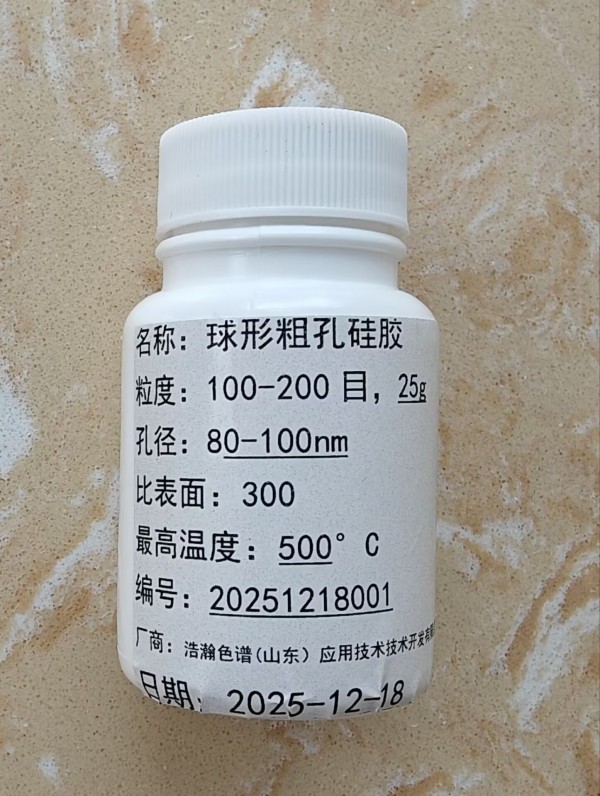 名称：球形粗孔硅胶
粒度：100-200 目，25g
孔径：80-100nm
比表面：300
最高温度：500°C
编号：20251218001
厂商：浩瀚色谱(山东）应用技术技术开发有
日期：2025-12-18